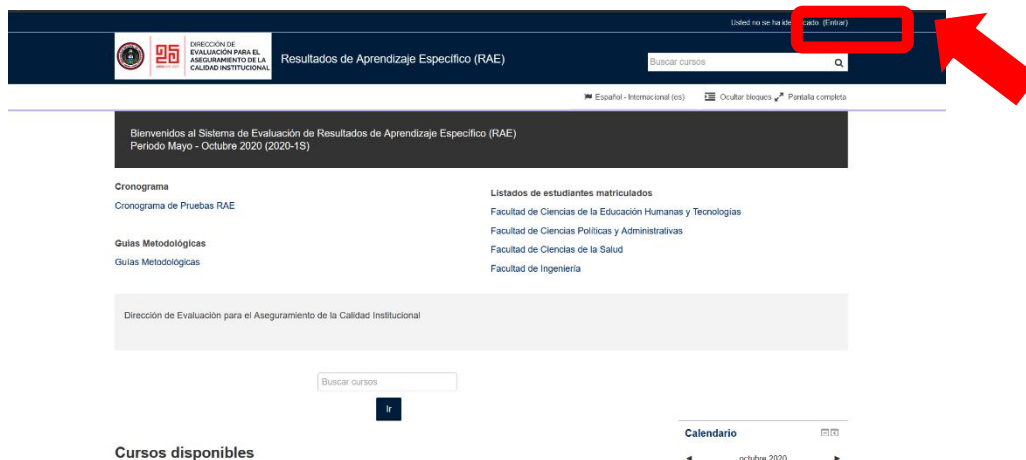 Usted no se ha identificado. (Entrar)
DIRECCIÓN DE
EVALUACIÓN PARA EL
ASEGURAMIENTO DE LA
CALIDAD INSTITUCIONAL
Resultados de Aprendizaje Específico (RAE)
Buscar cursos
Español - Internacional (es)
Ocultar bloques
Pantalla completa
Bienvenidos al Sistema de Evaluación de Resultados de Aprendizaje Específico (RAE)
Periodo Mayo - Octubre 2020 (2020-1S)
Cronograma
Cronograma de Pruebas RAE
Guías Metodológicas
Guías Metodológicas
Listados de estudiantes matriculados
Facultad de Ciencias de la Educación Humanas y Tecnologías
Facultad de Ciencias Políticas y Administrativas
Facultad de Ciencias de la Salud
Facultad de Ingeniería
Dirección de Evaluación para el Aseguramiento de la Calidad Institucional
Buscar cursos
Ir
Calendario
Cursos disponibles
octubre 2020